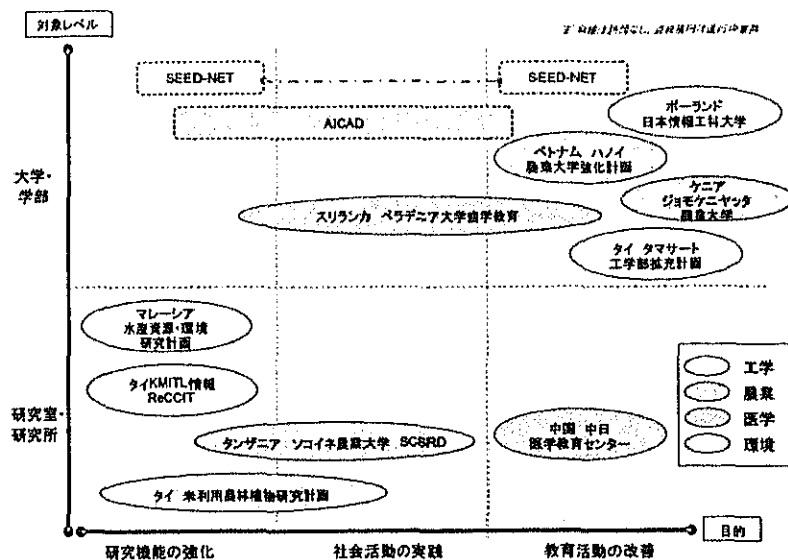 対象レベル
SEED-NET
SEED-NET
ポーランド
日本情報工科大学
AICAD
ベトナム ハノイ
農業大学強化計画
大学・
学部
ケニア
ジョモケニヤッタ
農業大学
スリランカ ペラデニア大学歯学教育
タイ タマサート
工学部拡充計画
マレーシア
水産資源・環境
研究計画
タイKMITL情報
ReCCIT
研究室・
研究所
タンザニア ソコイネ農業大学 SCSRD
中国 中日
医学教育センター
タイ 未利用農林植物研究計画
工学
農業
医学
環境
目的
研究機能の強化
社会活動の実践
教育活動の改善